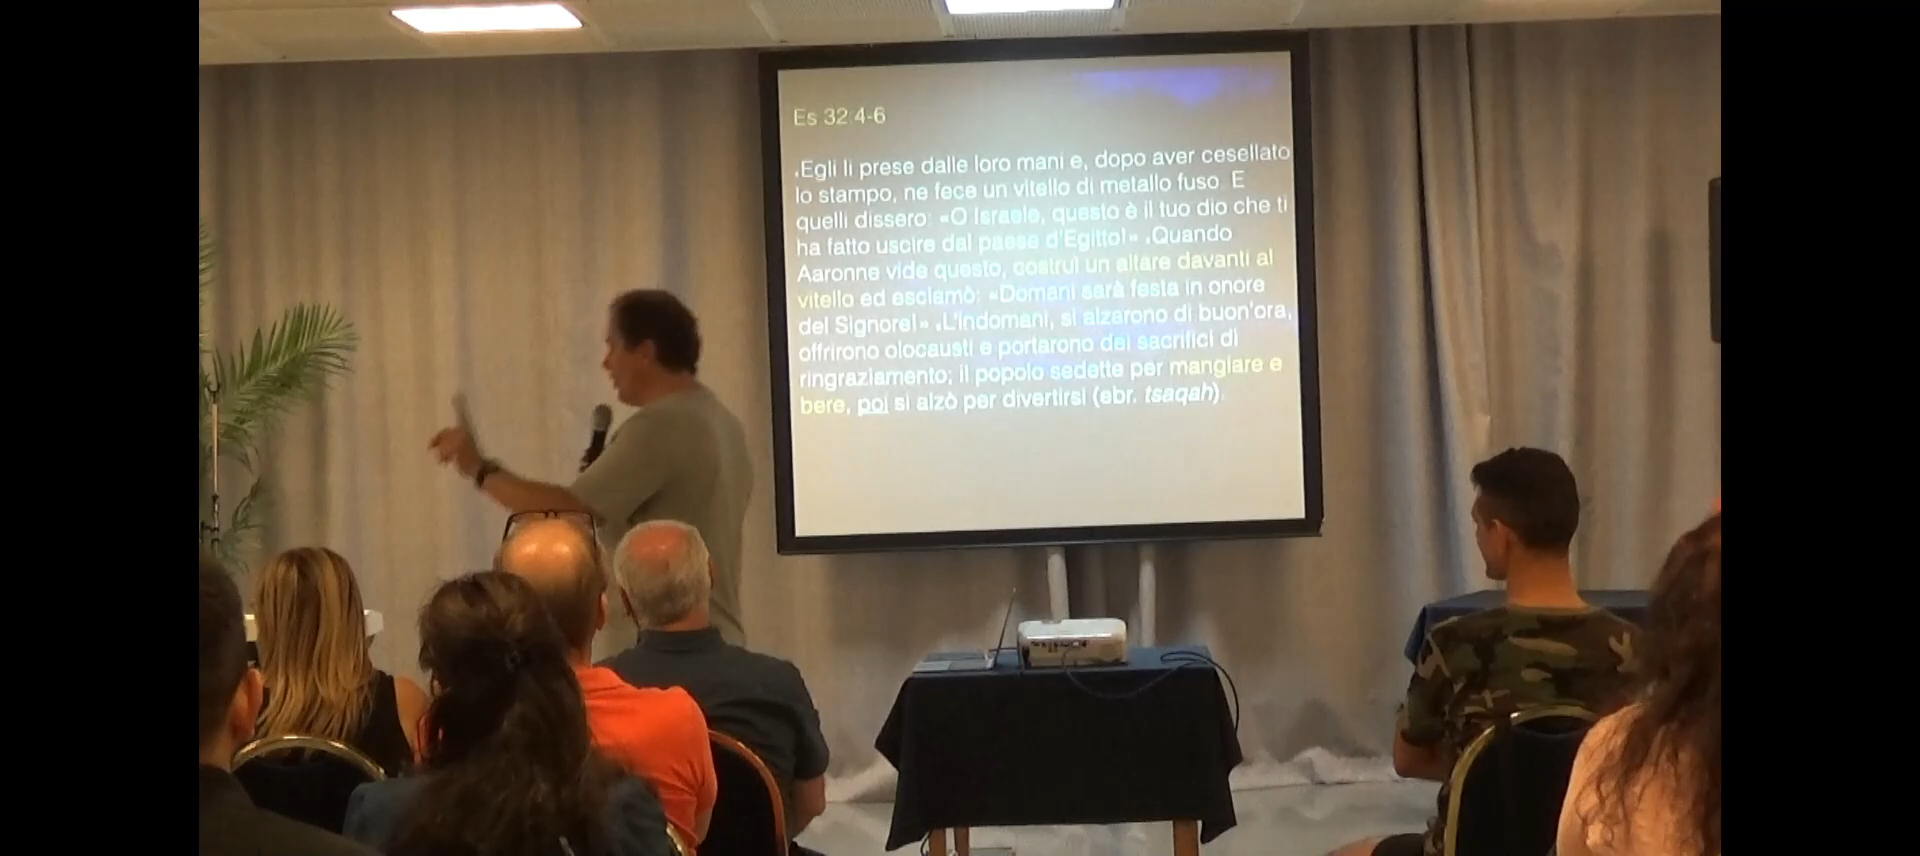 Es 32:4-6
.Egli li prese dalle loro mani e, dopo aver cesellato
lo stampo, ne fece un vitello di metallo fuso. E
quelli dissero: «O Israele, questo è il tuo dio che ti
ha fatto uscire dal paese d'Egitto!» .Quando
Aaronne vide questo, costruì un altare davanti al
vitello ed esclamò: «Domani sarà festa in onore
del Signore!» .L'indomani, si alzarono di buon'ora,
offrirono olocausti e portarono dei sacrifici di
ringraziamento; il popolo sedette per mangiare e
bere, poi si alzò per divertirsi (ebr. tsaqah).